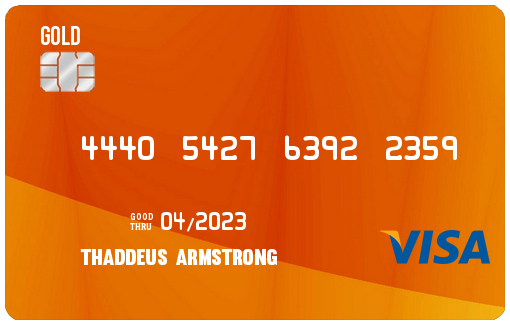 GOLD
4440 5427 6392 2359
GOOD THRU 04/2023
THADDEUS ARMSTRONG
VISA